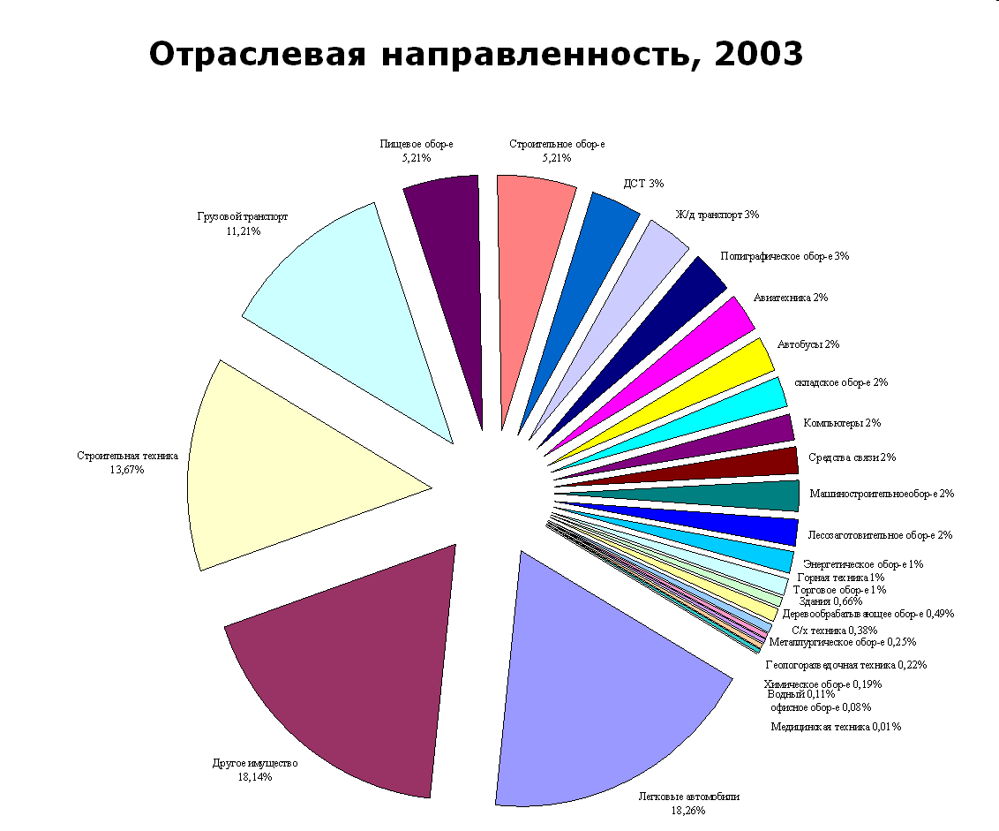 Отраслевая направленность, 2003
Пищевое обор-е
5,21%
Строительное обор-е
5,21%
ДСТ 3%
Ж/д транспорт 3%
Грузовой транспорт
11,21%
Полиграфическое обор-е 3%
Авиатехника 2%
Автобусы 2%
складское обор-е 2%
Компьютеры 2%
Строительная техника
13,67%
Средства связи 2%
Машиностроительноеобор-е 2%
Лесозаготовительное обор-е 2%
Энергетическое обор-е 1%
Горная техника 1%
Торговое обор-е 1%
Здания 0,66%
Деревообрабатывающее обор-е 0,49%
С/х техника 0,38%
Металлургическое обор-е 0,25%
Геологоразведочная техника 0,22%
Химическое обор-е 0,19%
Водный 0,11%
офисное обор-е 0,08%
Медицинская техника 0,01%
Другое имущество
18,14%
Легковые автомобили
18,26%